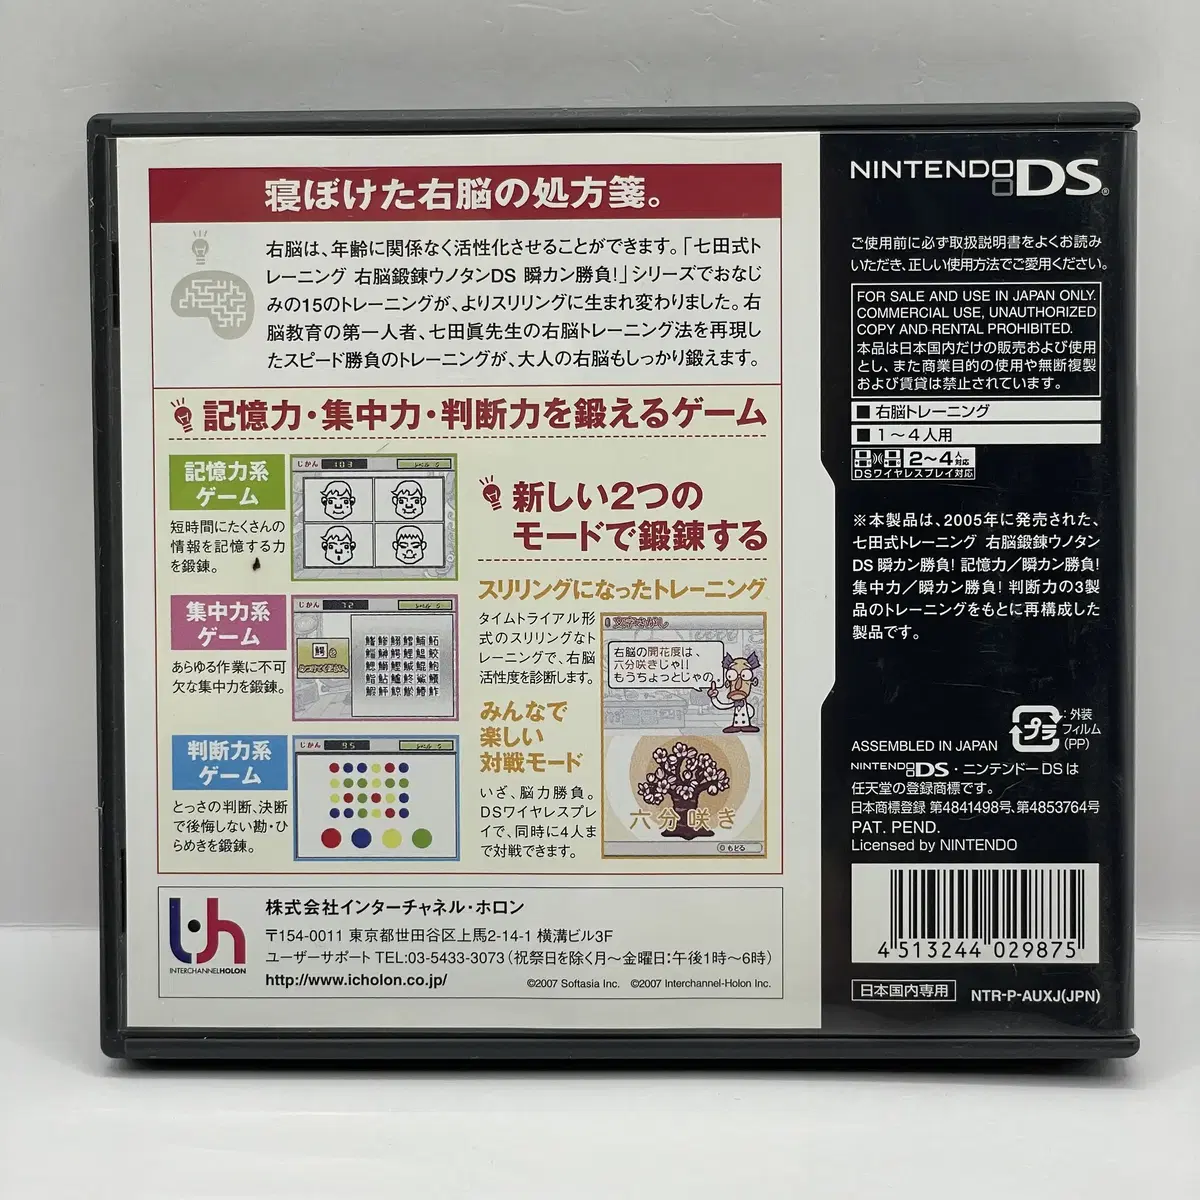 寝ぼけた右脳の処方箋。
右脳は、年齢に関係なく活性化させることができます。「七田式ト
レーニング 右脳鍛錬ウノタンDS 瞬カン勝負!」シリーズでおなじ
みの15のトレーニングが、よりスリリングに生まれ変わりました。右
脳教育の第一人者、七田眞先生の右脳トレーニング法を再現し
たスピード勝負のトレーニングが、大人の右脳もしっかり鍛えます。
記憶力・集中力・判断力を鍛えるゲーム
記憶力系
ゲーム
短時間にたくさんの
情報を記憶する力
を鍛錬。
じかん 103
集中力系
ゲーム
あらゆる作業に不可
欠な集中力を鍛錬。
じかん 72
判断力系
ゲーム
とっさの判断、決断
で後悔しない勘・ひ
らめきを鍛錬。
じかん 95
新しい2つの
モードで鍛錬する
スリリングになったトレーニング
タイムトライアル形
式のスリリングなト
レーニングで、右脳
活性度を診断します。
みんなで
楽しい
対戦モード
いざ、脳力勝負。
DSワイヤレスプレ
イで、同時に4人ま
で対戦できます。
文字さがし
右脳の開花度は、
六分咲きじゃ!!
もうちょっとじゃの。
六分咲き
もどる
INTERCHANNELHOLON
株式会社インターチャネル・ホロン
〒154-0011 東京都世田谷区上馬2-14-1 横溝ビル3F
ユーザーサポート TEL:03-5433-3073(祝祭日を除く月〜金曜日:午後1時〜6時)
http://www.icholon.co.jp/
©2007 Softasia Inc. ©2007 Interchannel-Holon Inc.
NINTENDO DS®
ご使用前に必ず取扱説明書をよくお読み
いただき、正しい使用方法でご愛用ください。
FOR SALE AND USE IN JAPAN ONLY.
COMMERCIAL USE, UNAUTHORIZED
COPY AND RENTAL PROHIBITED.
本品は日本国内だけの販売および使用
とし、また商業目的の使用や無断複製
および賃貸は禁止されています。
■ 右脳トレーニング
■ 1〜4人用
2〜4人対応
DSワイヤレスプレイ対応
※本製品は、2005年に発売された、
七田式トレーニング 右脳鍛錬ウノタン
DS 瞬カン勝負! 記憶力/瞬カン勝負!
集中力/瞬カン勝負! 判断力の3製
品のトレーニングをもとに再構成した
製品です。
プラ
:外装
フィルム
(PP)
ASSEMBLED IN JAPAN
NINTENDO DS・ニンテンドーDSは
任天堂の登録商標です。
日本商標登録 第4841498号、第4853764号
PAT. PEND.
Licensed by NINTENDO
4 513244 029875
日本国内専用
NTR-P-AUXJ(JPN)